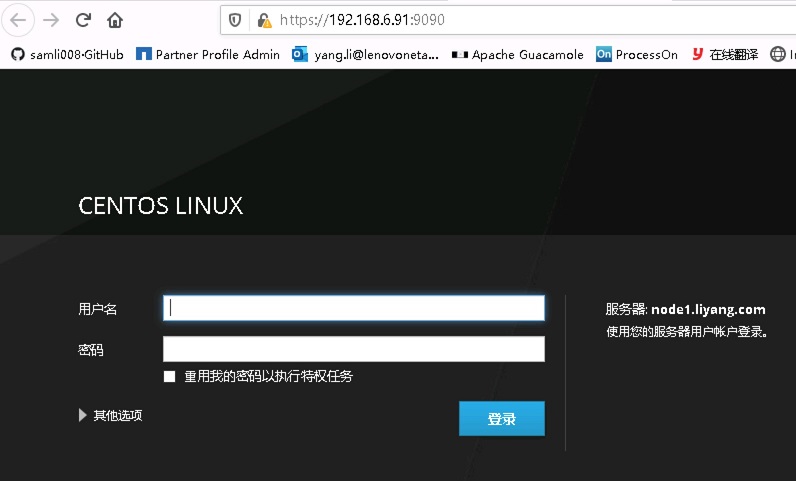 https://192.168.6.91:9090
samli008·GitHub Partner Profile Admin yang.li@lenovoneta... Apache Guacamole On ProcessOn 在线翻译
CENTOS LINUX
用户名
服务器: node1.liyang.com
使用您的服务器用户帐户登录。
密码
重用我的密码以执行特权任务
其他选项
登录